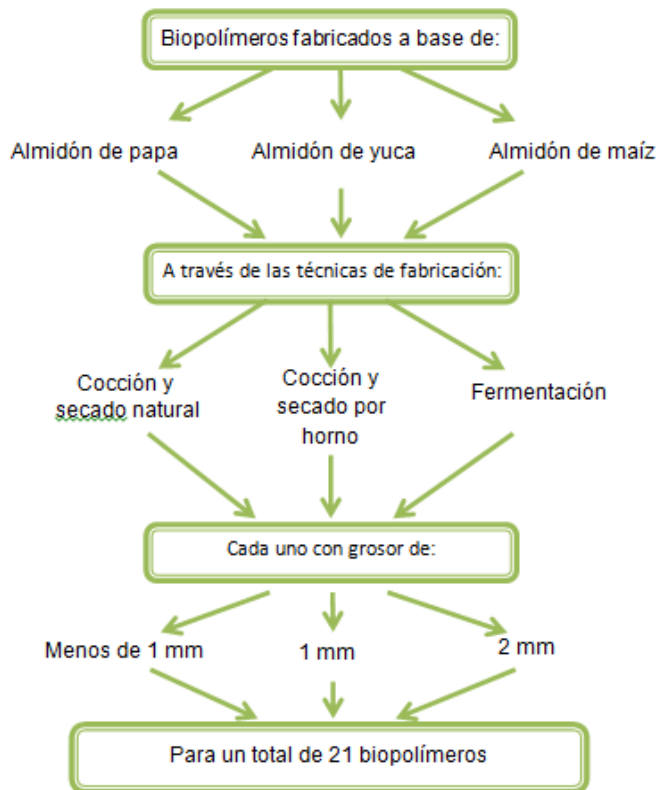 Biopolímeros fabricados a base de:
Almidón de papa
Almidón de yuca
Almidón de maíz
A través de las técnicas de fabricación:
Cocción y
secado natural
Cocción y
secado por
horno
Fermentación
Cada uno con grosor de:
Menos de 1 mm
1 mm
2 mm
Para un total de 21 biopolímeros